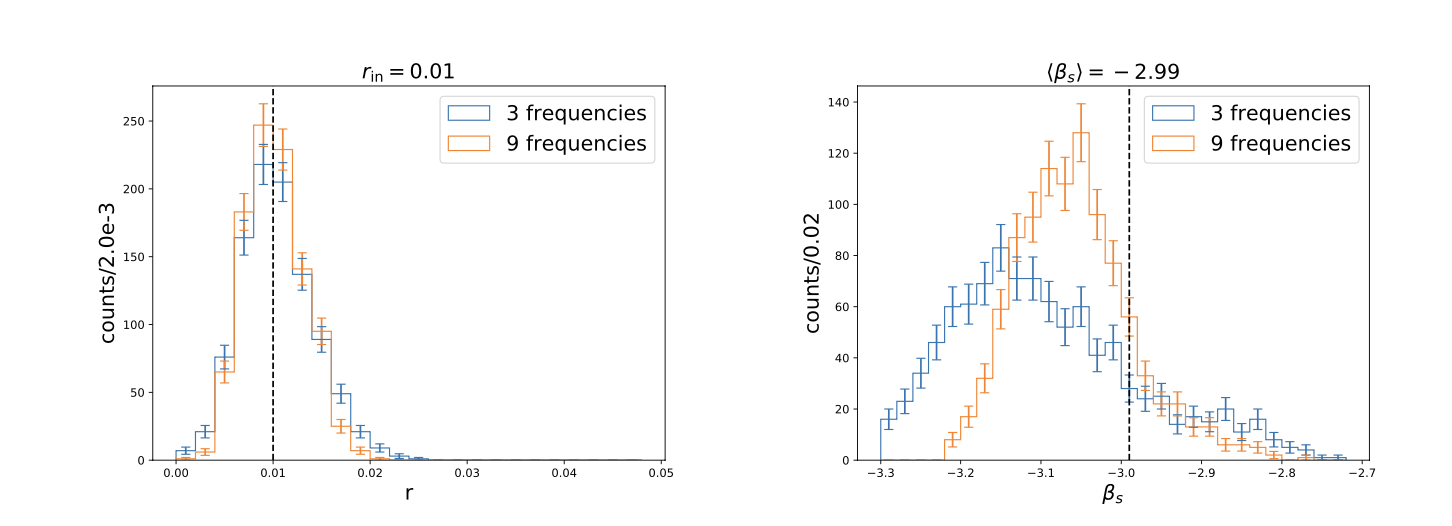 r_in = 0.01
3 frequencies
9 frequencies
counts/2.0e-3
250
200
150
100
50
0
0.00 0.01 0.02 0.03 0.04 0.05
r
⟨β_s⟩ = −2.99
3 frequencies
9 frequencies
counts/0.02
140
120
100
80
60
40
20
0
−3.3 −3.2 −3.1 −3.0 −2.9 −2.8 −2.7
β_s